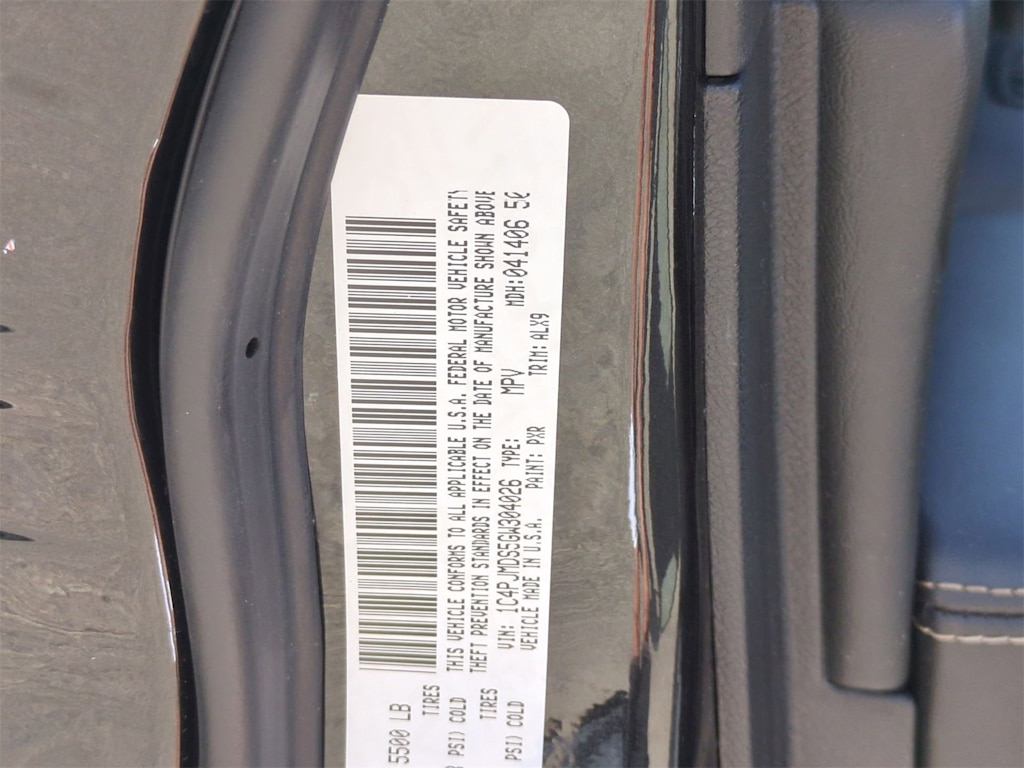 5500 LB
TIRES
PSI) COLD
TIRES
PSI) COLD
THIS VEHICLE CONFORMS TO ALL APPLICABLE U.S.A. FEDERAL MOTOR VEHICLE SAFETY
THEFT PREVENTION STANDARDS IN EFFECT ON THE DATE OF MANUFACTURE SHOWN ABOVE
VIN: 1C4PJMDS5GW304026 TYPE: MPV MDH:041406 50
VEHICLE MADE IN U.S.A. PAINT: PXR TRIM: ALX9